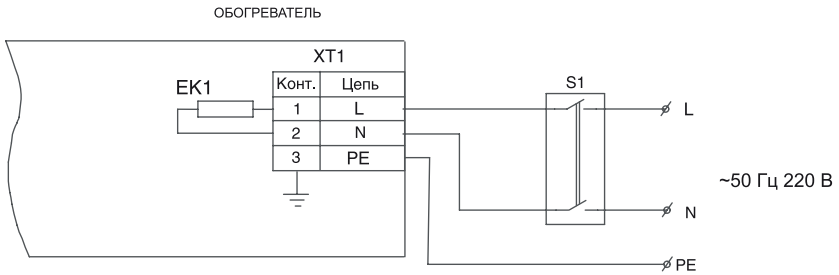 ОБОГРЕВАТЕЛЬ
XT1
EK1
Конт. Цепь
1 L
2 N
3 PE
S1
L
~50 Гц 220 В
N
PE